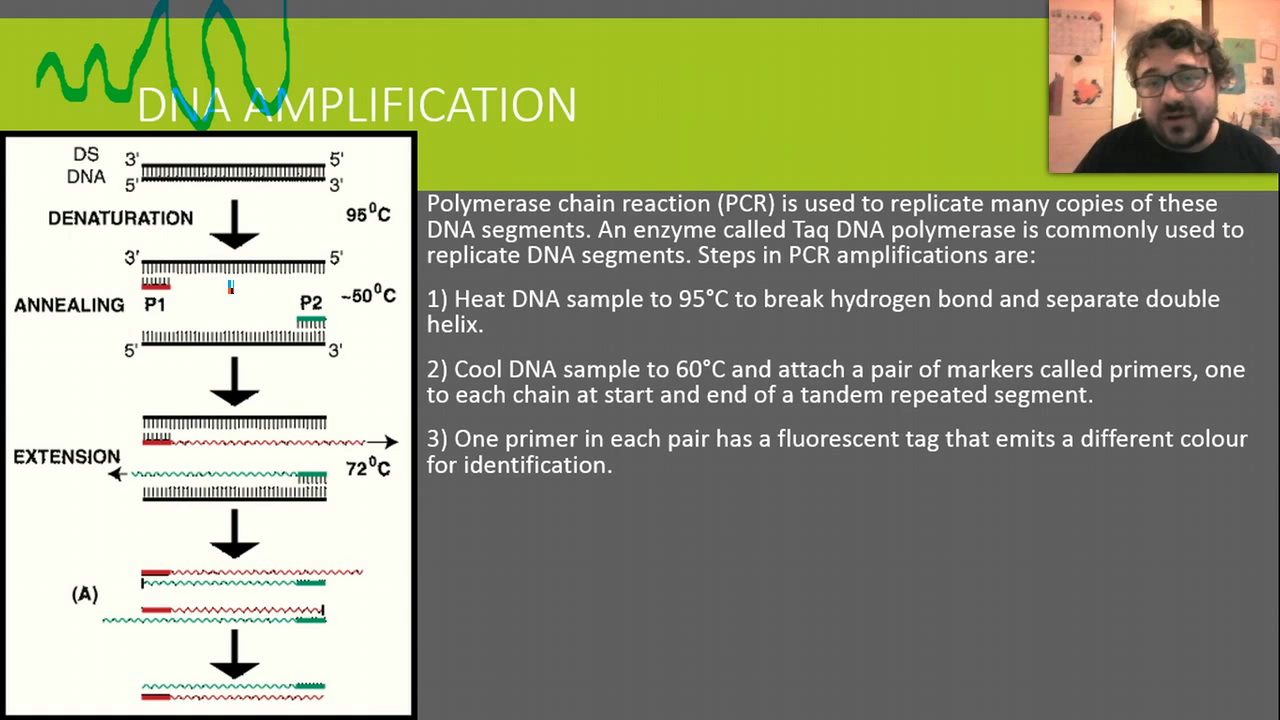 DNA AMPLIFICATION
DS
DNA
3'
5'
5'
3'
DENATURATION
95⁰C
3'
5'
ANNEALING
P1
P2
~50⁰C
5'
3'
EXTENSION
72⁰C
(A)
Polymerase chain reaction (PCR) is used to replicate many copies of these
DNA segments. An enzyme called Taq DNA polymerase is commonly used to
replicate DNA segments. Steps in PCR amplifications are:
1) Heat DNA sample to 95°C to break hydrogen bond and separate double
helix.
2) Cool DNA sample to 60°C and attach a pair of markers called primers, one
to each chain at start and end of a tandem repeated segment.
3) One primer in each pair has a fluorescent tag that emits a different colour
for identification.